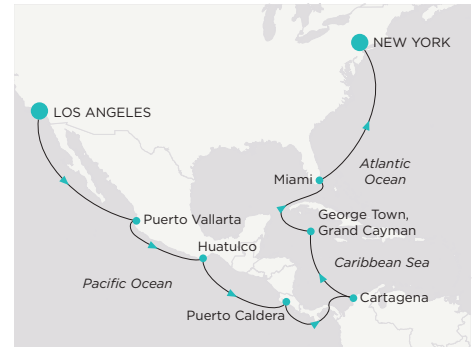 NEW YORK
LOS ANGELES
Atlantic
Ocean
Miami
Puerto Vallarta
George Town,
Grand Cayman
Huatulco
Caribbean Sea
Pacific Ocean
Cartagena
Puerto Caldera